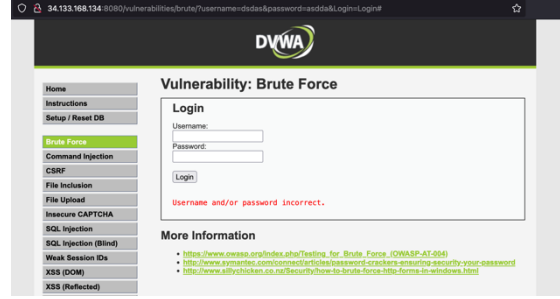 34.133.168.134:8080/vulnerabilities/brute/?username=dsdas&password=asdda&Login=Login#
DVWA
Home
Instructions
Setup / Reset DB
Brute Force
Command Injection
CSRF
File Inclusion
File Upload
Insecure CAPTCHA
SQL Injection
SQL Injection (Blind)
Weak Session IDs
XSS (DOM)
XSS (Reflected)
Vulnerability: Brute Force
Login
Username:
Password:
Login
Username and/or password incorrect.
More Information
https://www.owasp.org/index.php/Testing_for_Brute_Force_(OWASP-AT-004)
http://www.symantec.com/connect/articles/password-crackers-ensuring-security-your-password
http://www.sillychicken.co.nz/Security/how-to-brute-force-http-forms-in-windows.html